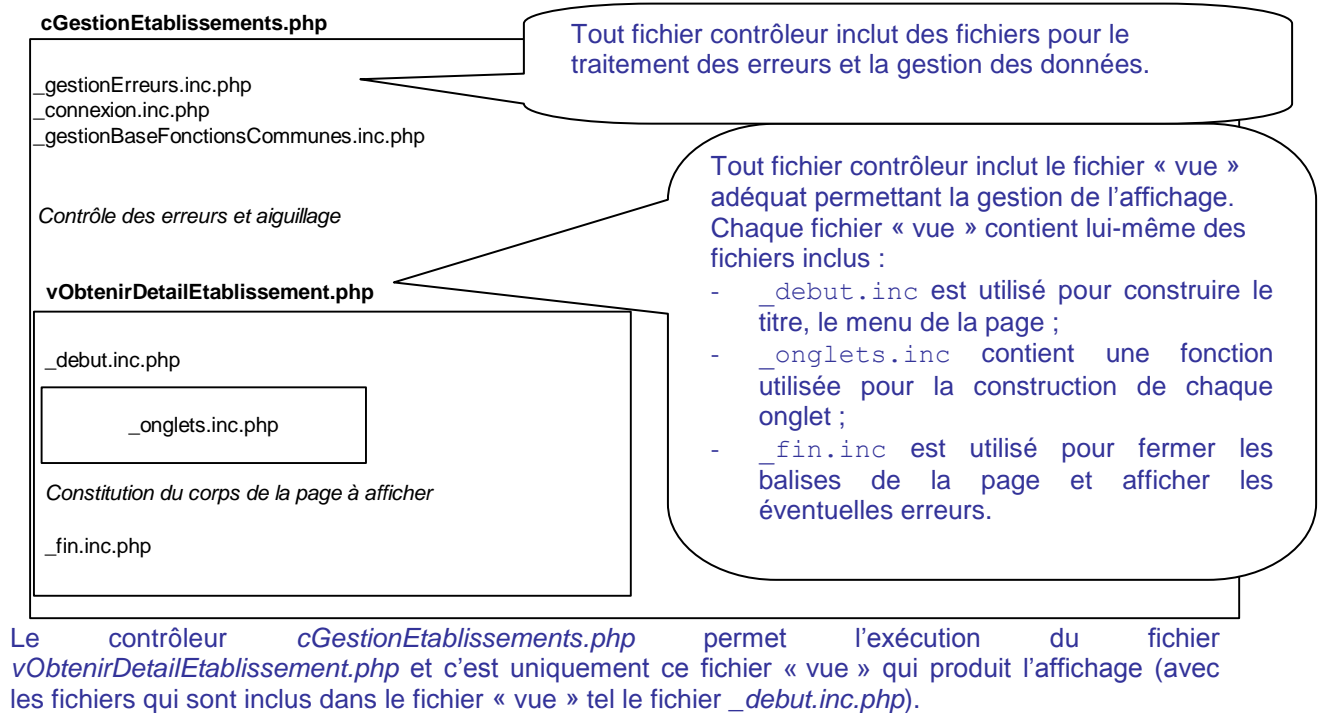 cGestionEtablissements.php
Tout fichier contrôleur inclut des fichiers pour le
traitement des erreurs et la gestion des données.
_gestionErreurs.inc.php
_connexion.inc.php
_gestionBaseFonctionsCommunes.inc.php
Contrôle des erreurs et aiguillage
Tout fichier contrôleur inclut le fichier « vue »
adéquat permettant la gestion de l’affichage.
Chaque fichier « vue » contient lui-même des
fichiers inclus :
- _debut.inc est utilisé pour construire le
titre, le menu de la page ;
- _onglets.inc contient une fonction
utilisée pour la construction de chaque
onglet ;
- _fin.inc est utilisé pour fermer les
balises de la page et afficher les
éventuelles erreurs.
vObtenirDetailEtablissement.php
_debut.inc.php
_onglets.inc.php
Constitution du corps de la page à afficher
_fin.inc.php
Le contrôleur cGestionEtablissements.php permet l’exécution du fichier
vObtenirDetailEtablissement.php et c’est uniquement ce fichier « vue » qui produit l’affichage (avec
les fichiers qui sont inclus dans le fichier « vue » tel le fichier _debut.inc.php).